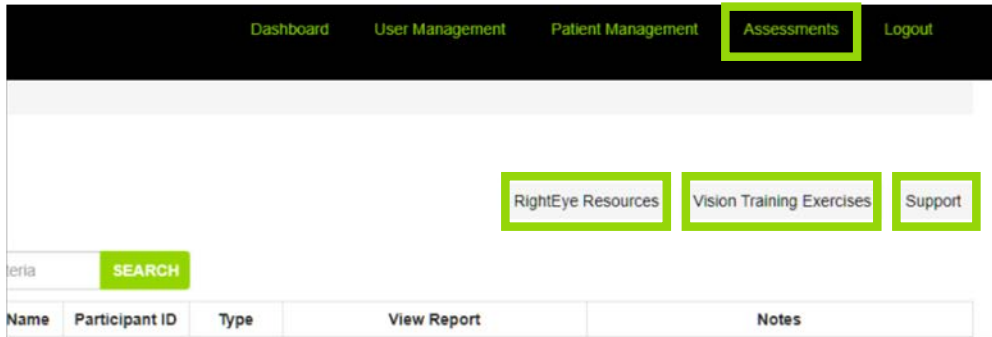 Dashboard User Management Patient Management Assessments Logout
RightEye Resources Vision Training Exercises Support
teria SEARCH
Name Participant ID Type View Report Notes